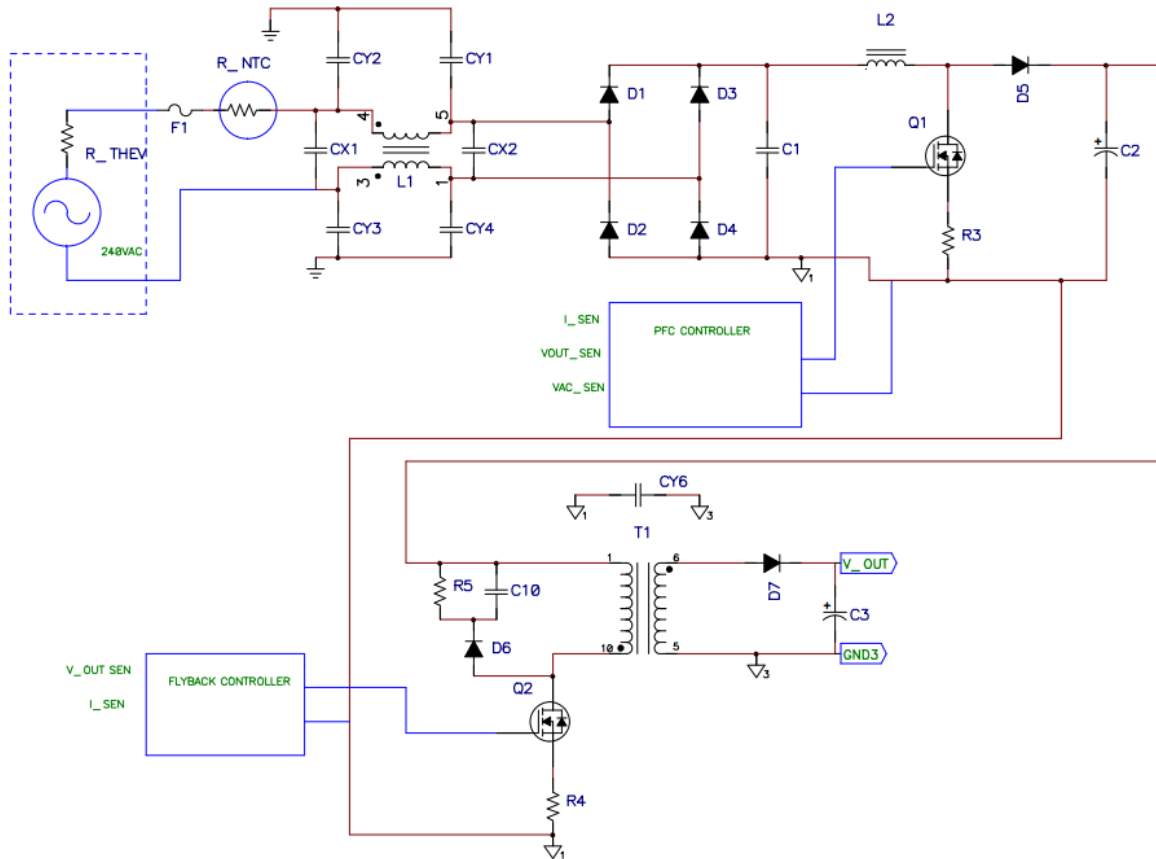 CY2
CY1
R_NTC
L2
4
5
D1
D3
D5
F1
Q1
R_THEV
CX1
CX2
C1
C2
3
L1
1
CY3
CY4
D2
D4
R3
240VAC
1
I_SEN
PFC CONTROLLER
VOUT_SEN
VAC_SEN
CY6
1
3
T1
1
6
V_OUT
R5
C10
D7
+
C3
+
D6
10
5
GND3
V_OUT SEN
FLYBACK CONTROLLER
Q2
3
I_SEN
R4
1